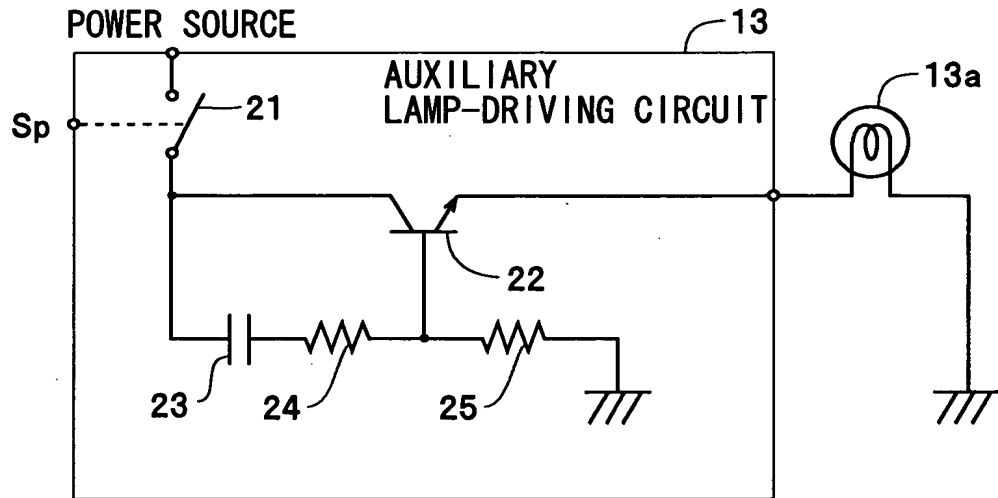 POWER SOURCE
13
AUXILIARY
LAMP-DRIVING CIRCUIT
13a
21
Sp
22
23
24
25